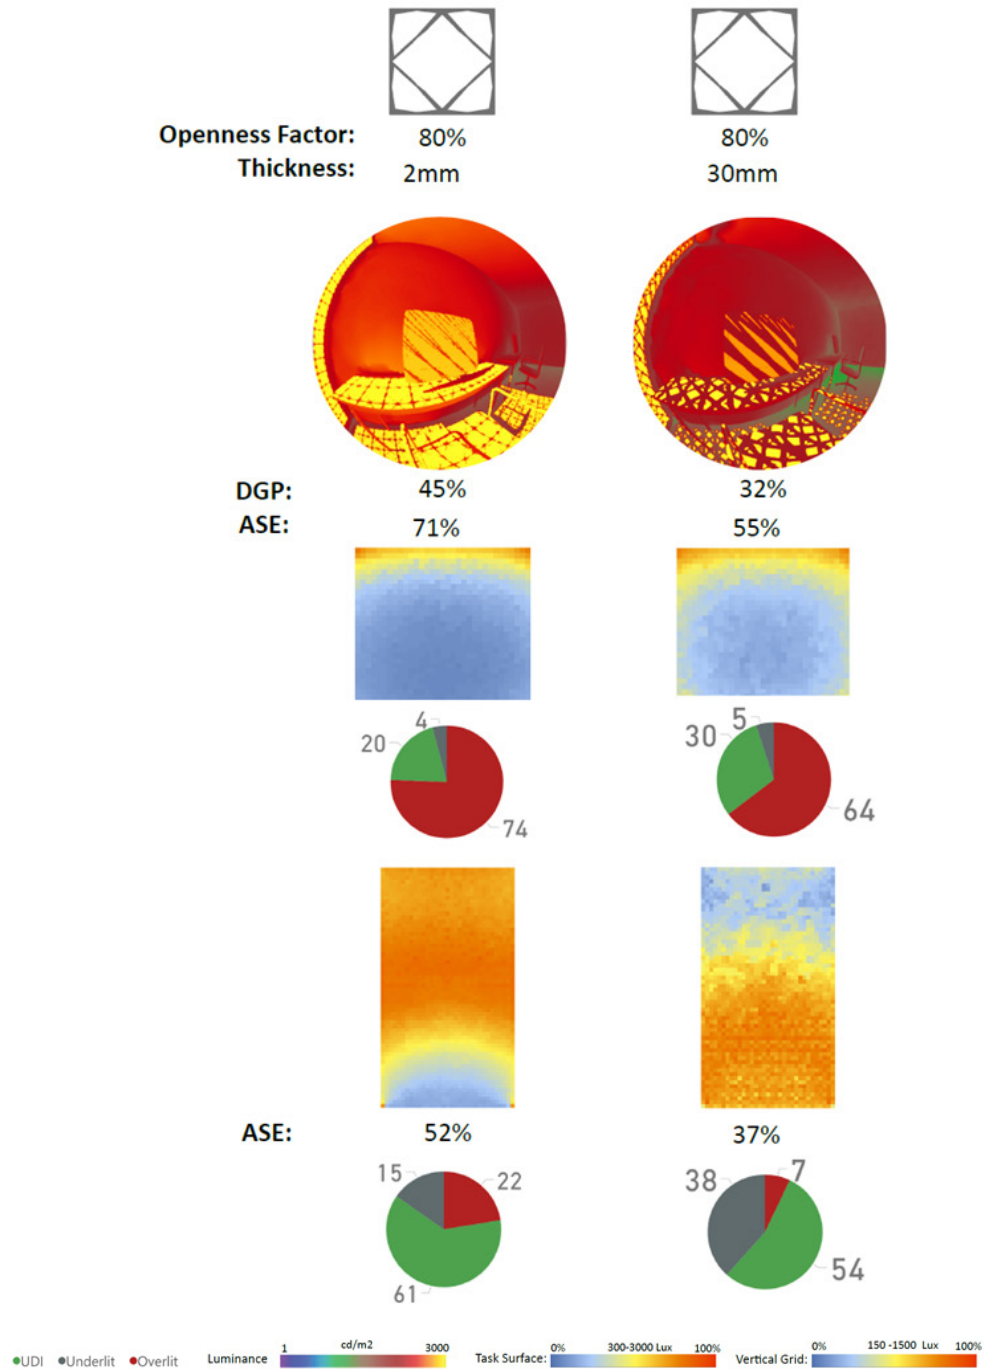 Openness Factor: 80% 80%
Thickness: 2mm 30mm
DGP: 45% 32%
ASE: 71% 55%
4 5
20 30
74 64
ASE: 52% 37%
15 22 38 7
61 54
UDI Underlit Overlit Luminance 1 cd/m2 3000 Task Surface: 0% 300-3000 Lux 100% Vertical Grid: 0% 150 -1500 Lux 100%